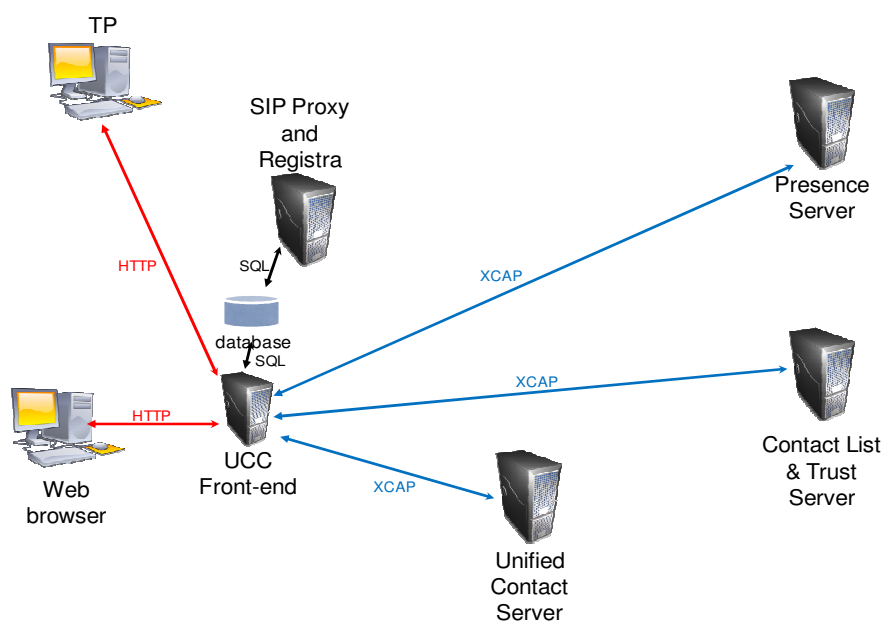 TP
SIP Proxy
and
Registra
Presence
Server
HTTP
SQL
XCAP
database
SQL
XCAP
HTTP
UCC
Front-end
XCAP
Contact List
& Trust
Server
Web
browser
Unified
Contact
Server